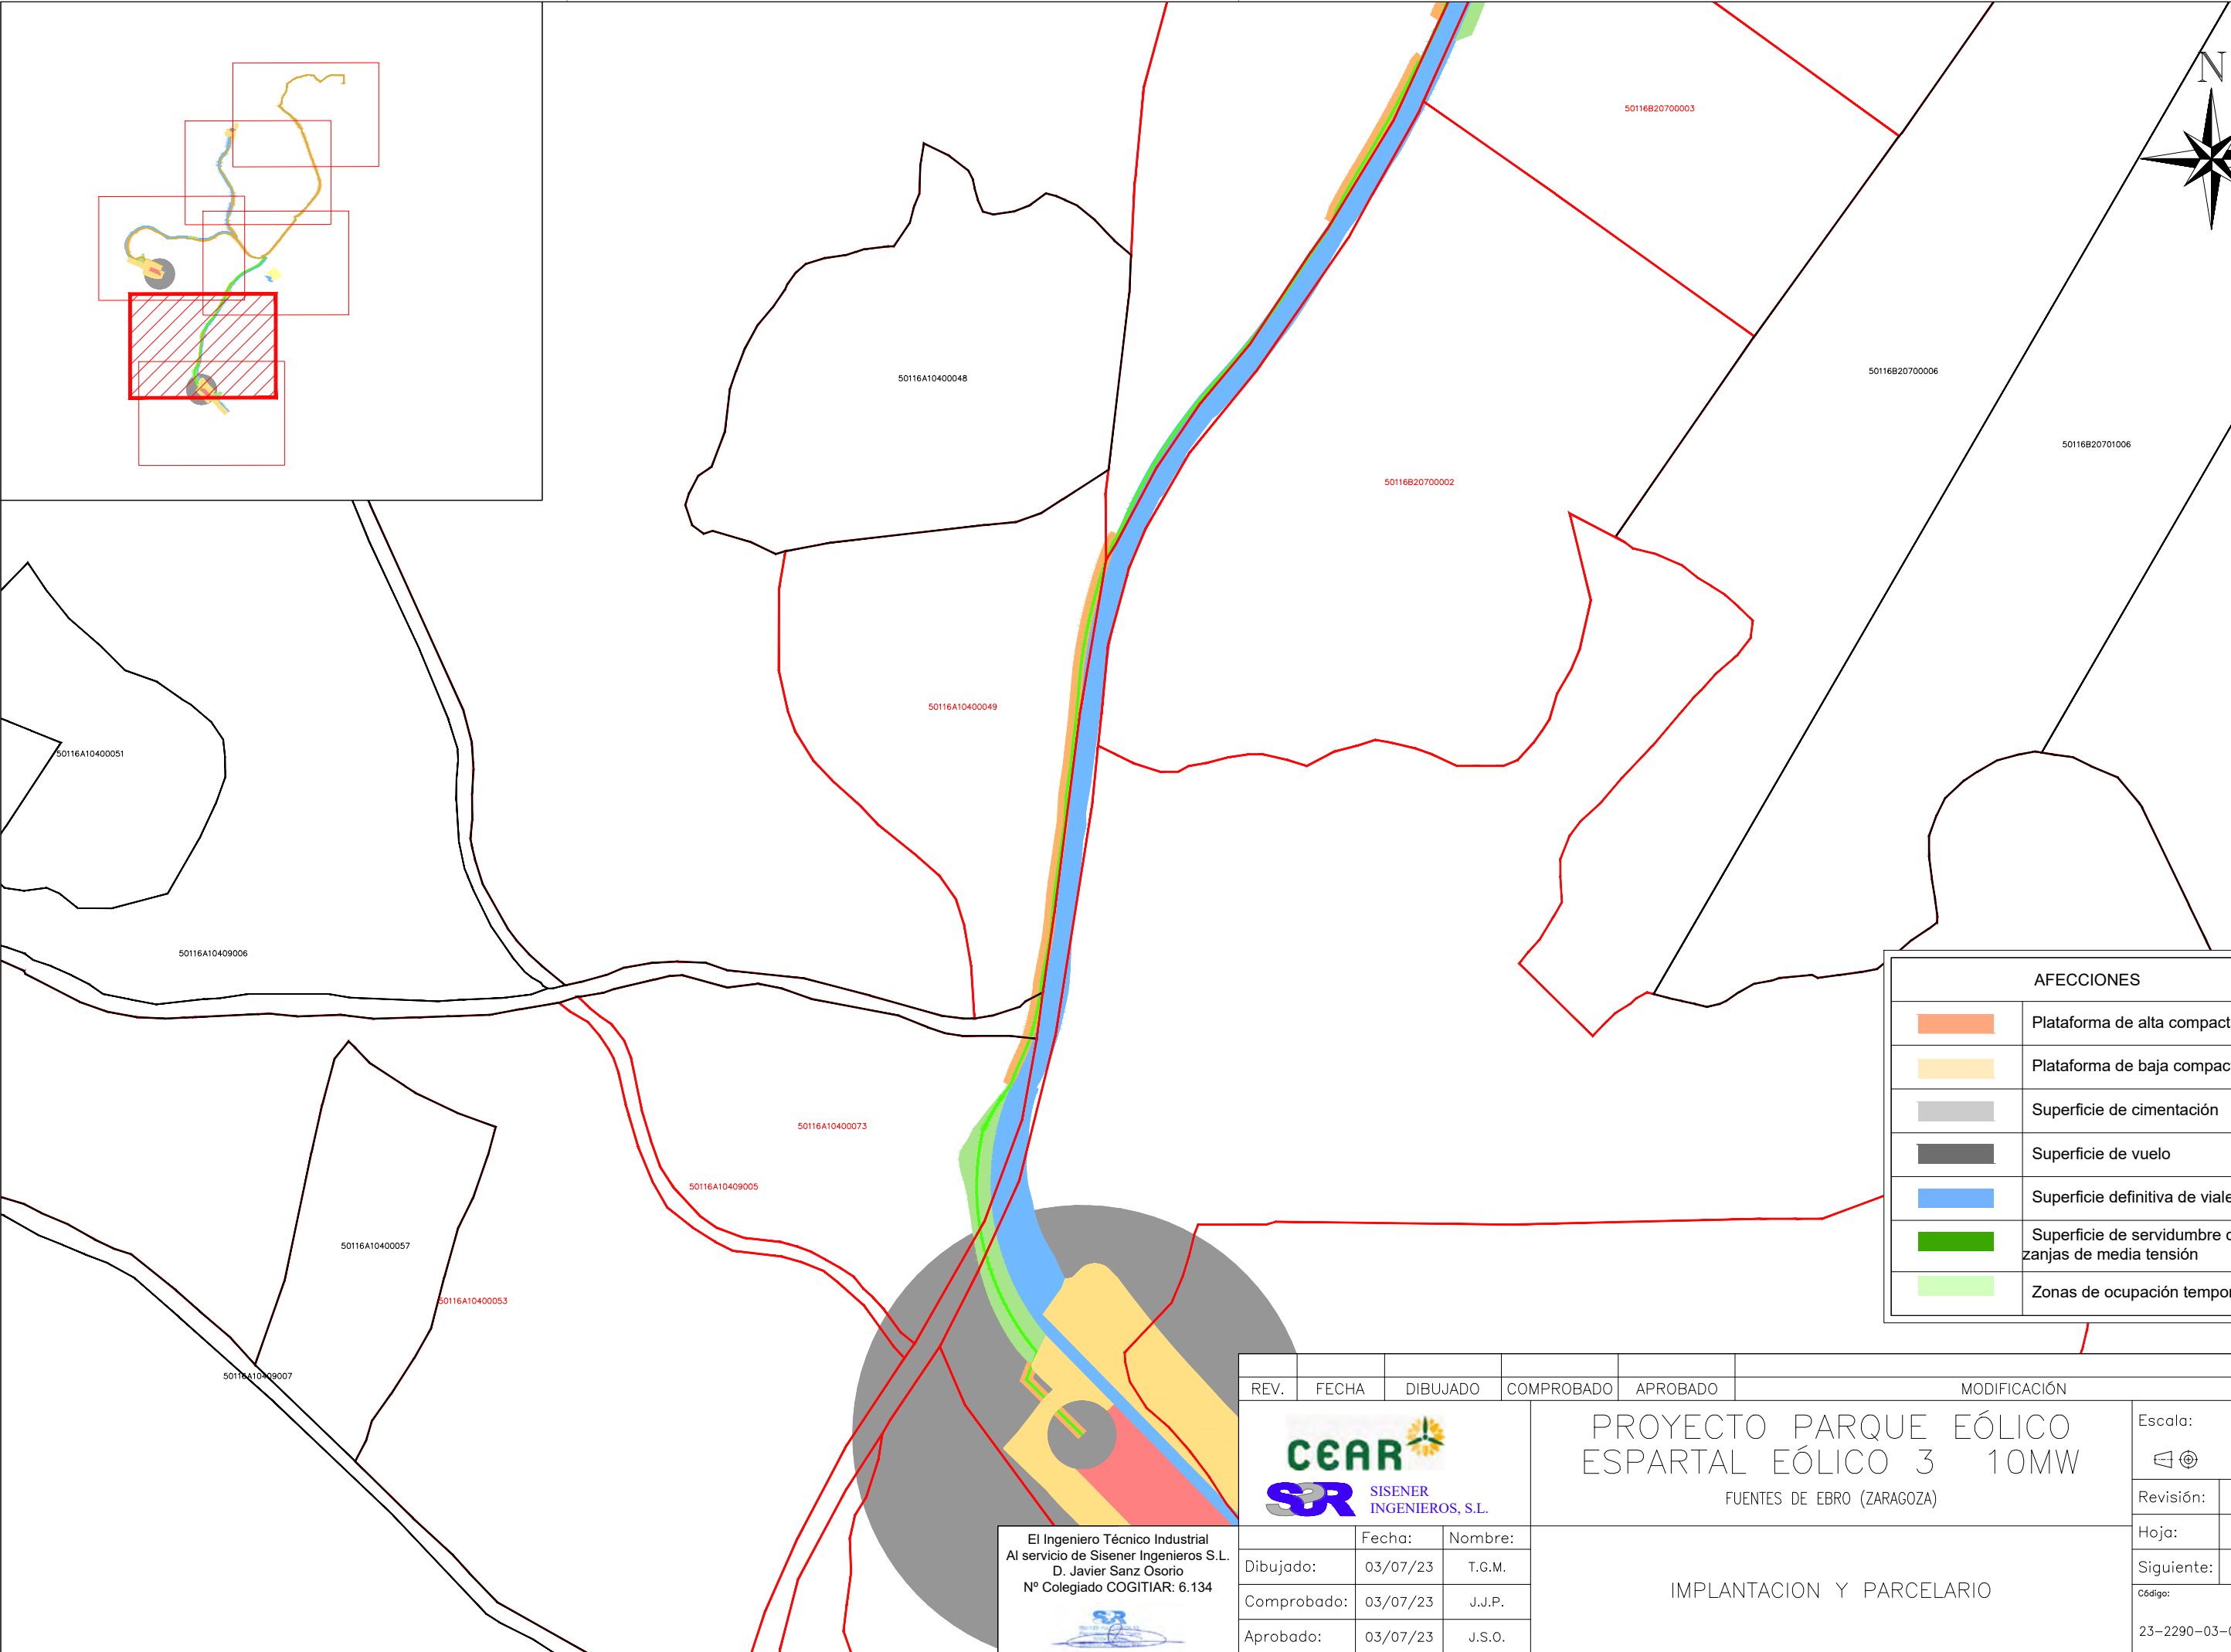 N
50116B20700003
50116B20700006
50116A10400048
50116B20701006
50116B20700002
50116A10400049
50116A10400051
50116A10409006
50116A10400073
50116A10409005
50116A10400057
50116A10400053
50116A10409007
AFECCIONES
Plataforma de alta compact
Plataforma de baja compac
Superficie de cimentación
Superficie de vuelo
Superficie definitiva de viale
Superficie de servidumbre
zanjas de media tensión
Zonas de ocupación tempor
REV. FECHA DIBUJADO COMPROBADO APROBADO MODIFICACIÓN
CEAR
SISENER
INGENIEROS, S.L.
PROYECTO PARQUE EÓLICO
ESPARTAL EÓLICO 3 10MW
FUENTES DE EBRO (ZARAGOZA)
Escala:
Revisión:
Hoja:
Siguiente:
Código:
23-2290-03-0
El Ingeniero Técnico Industrial
Al servicio de Sisener Ingenieros S.L.
D. Javier Sanz Osorio
Nº Colegiado COGITIAR: 6.134
Fecha: Nombre:
Dibujado: 03/07/23 T.G.M.
Comprobado: 03/07/23 J.J.P.
Aprobado: 03/07/23 J.S.O.
IMPLANTACION Y PARCELARIO